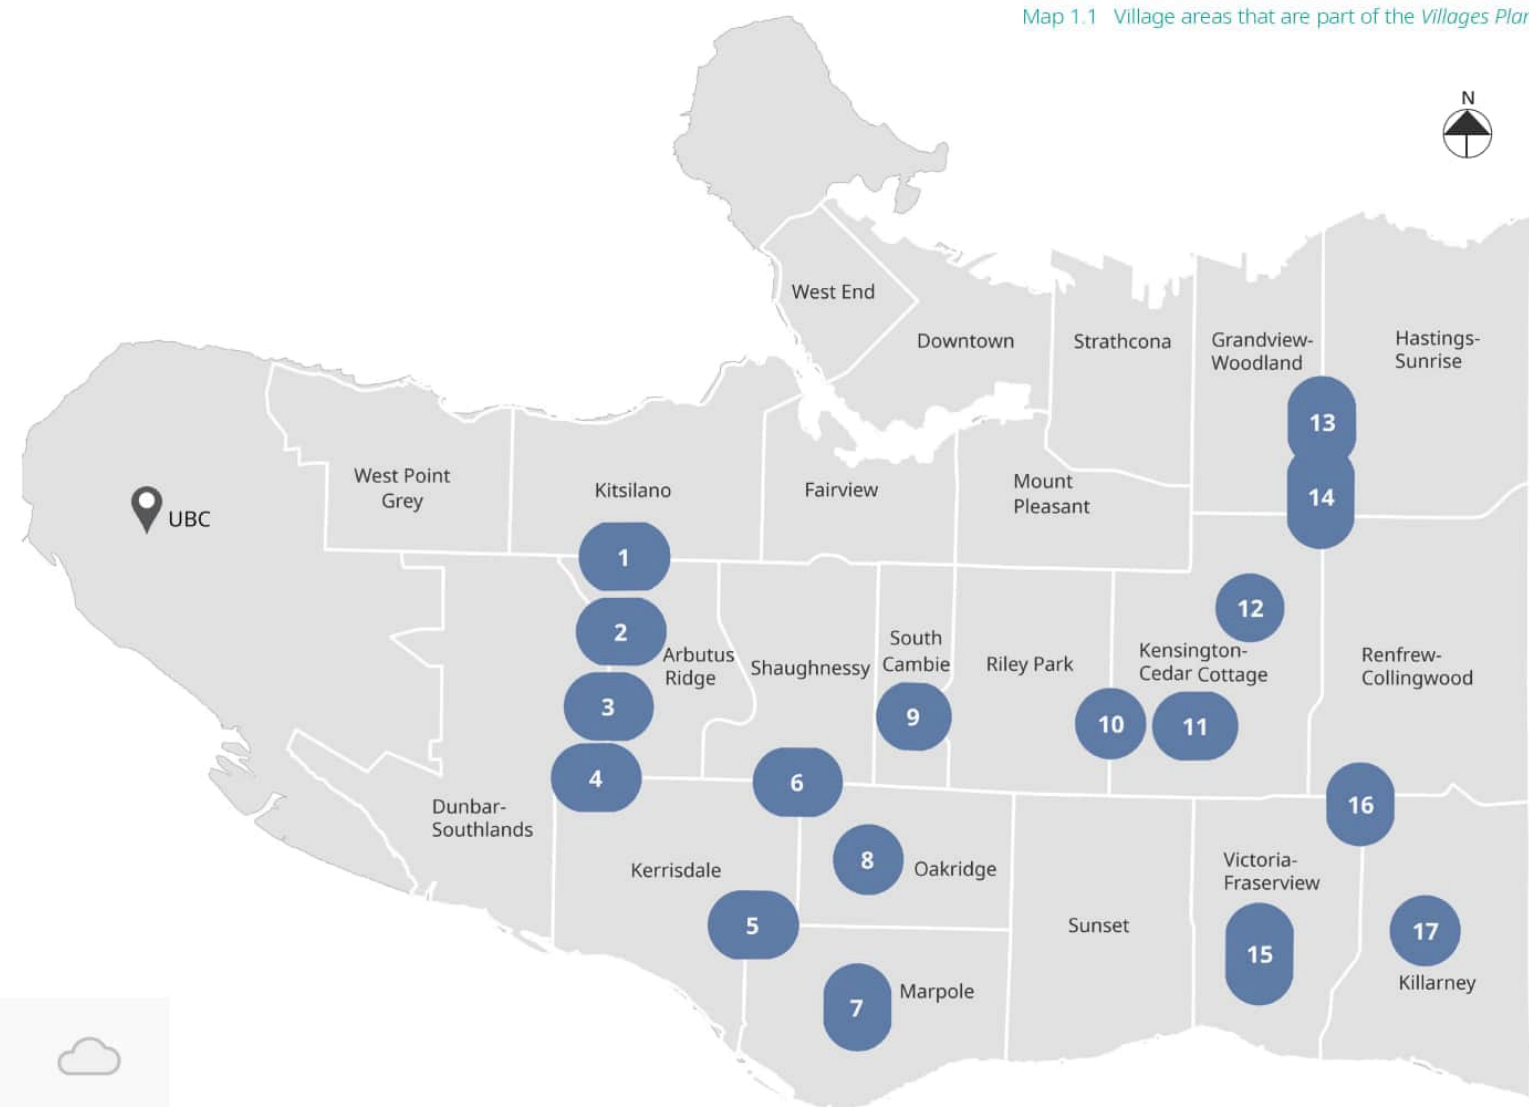 Map 1.1 Village areas that are part of the Villages Plan
N
West End
Downtown
Strathcona
Grandview-
Woodland
Hastings-
Sunrise
13
14
West Point
Grey
Kitsilano
Fairview
Mount
Pleasant
UBC
1
2
3
4
Arbutus
Ridge
Shaughnessy
South
Cambie
9
Riley Park
12
Kensington-
Cedar Cottage
10
11
Renfrew-
Collingwood
6
16
Dunbar-
Southlands
Kerrisdale
8
Oakridge
5
7
Marpole
Sunset
Victoria-
Fraserview
15
17
Killarney